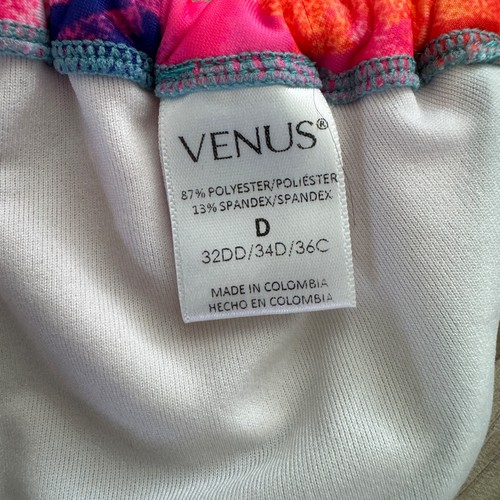 VENUS®
87% POLYESTER/POLIÉSTER
13% SPANDEX/SPANDEX
D
32DD/34D/36C
MADE IN COLOMBIA
HECHO EN COLOMBIA